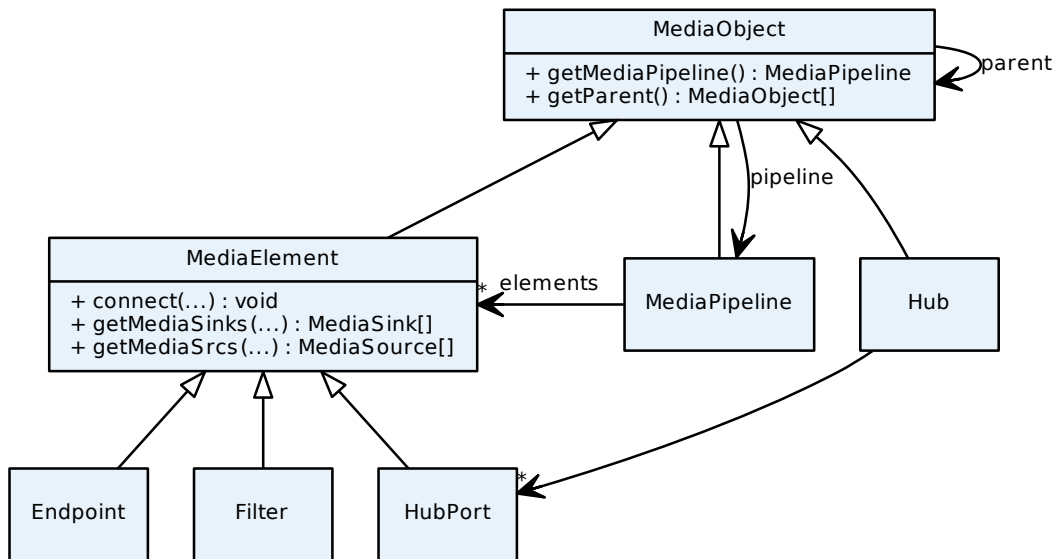 MediaObject
+ getMediaPipeline() : MediaPipeline
+ getParent() : MediaObject[]
parent
pipeline
MediaElement
+ connect(...) : void
+ getMediaSinks(...) : MediaSink[]
+ getMediaSrcs(...) : MediaSource[]
* elements
MediaPipeline
Hub
*
Endpoint
Filter
HubPort